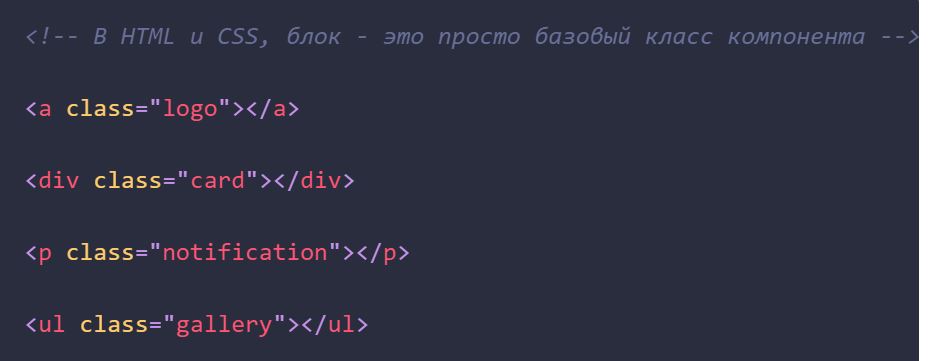 <!-- В HTML и CSS, блок - это просто базовый класс компонента -->
<a class="logo"></a>
<div class="card"></div>
<p class="notification"></p>
<ul class="gallery"></ul>